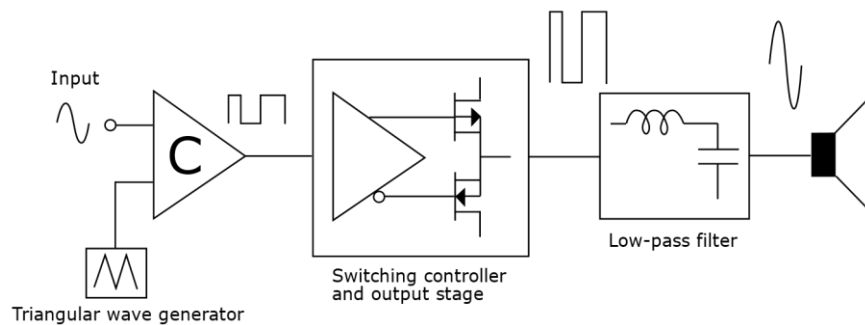 Input
C
Triangular wave generator
Switching controller
and output stage
Low-pass filter